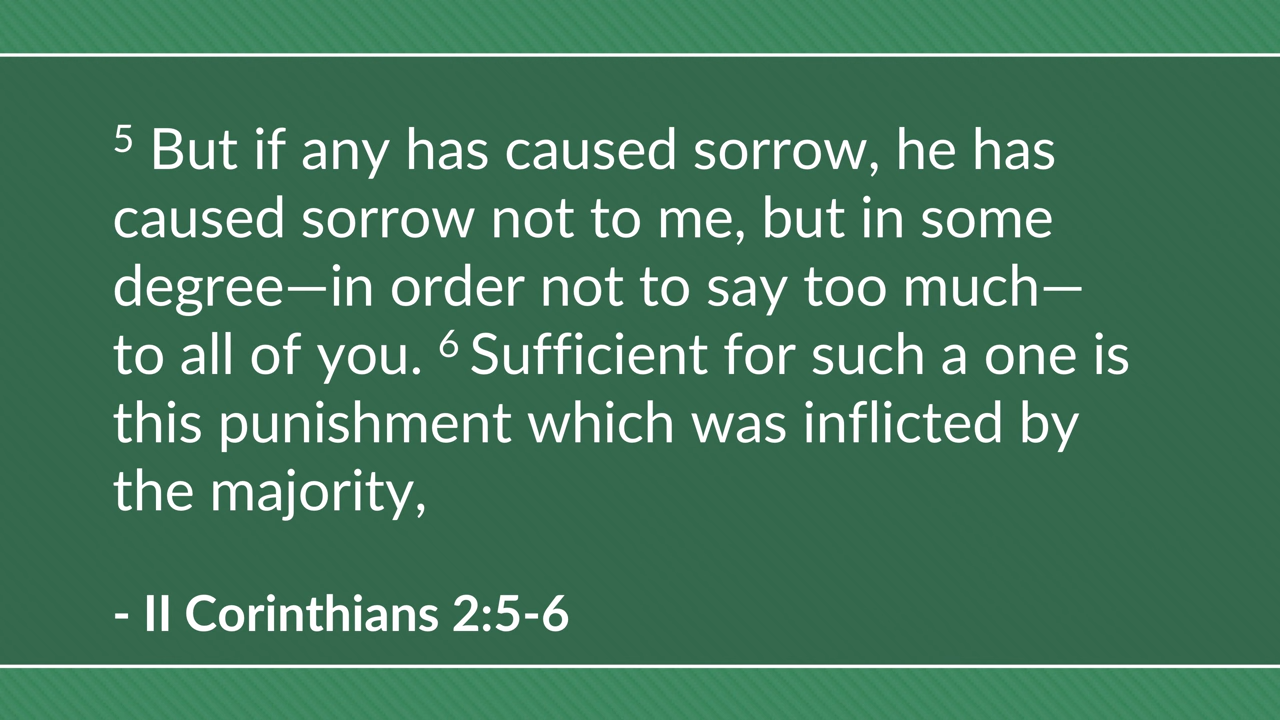 ⁵ But if any has caused sorrow, he has
caused sorrow not to me, but in some
degree—in order not to say too much—
to all of you. ⁶ Sufficient for such a one is
this punishment which was inflicted by
the majority,
- II Corinthians 2:5-6